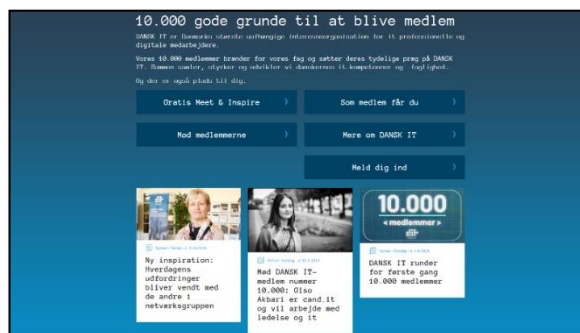 10.000 gode grunde til at blive medlem
DANSK IT er Danmarks største uafhængige interesseorganisation for it-professionelle og
digitale medarbejdere.
Vores 10.000 medlemmer brænder for vores fag og sætter deres tydelige præg på DANSK
IT. Sammen samler, styrker og udvikler vi danskernes it-kompetencer og -faglighed.
Og der er også plads til dig.
Gratis Meet & Inspire
Som medlem får du
Mød medlemmerne
Mere om DANSK IT
Meld dig ind
10.000
< medlemmer >
dit
Ny inspiration:
Hverdagens
udfordringer
bliver vendt med
de andre i
netværksgruppen
Mød DANSK IT-
medlem nummer
10.000: Giso
Akbari er cand.it
og vil arbejde med
ledelse og it
DANSK IT runder
for første gang
10.000 medlemmer